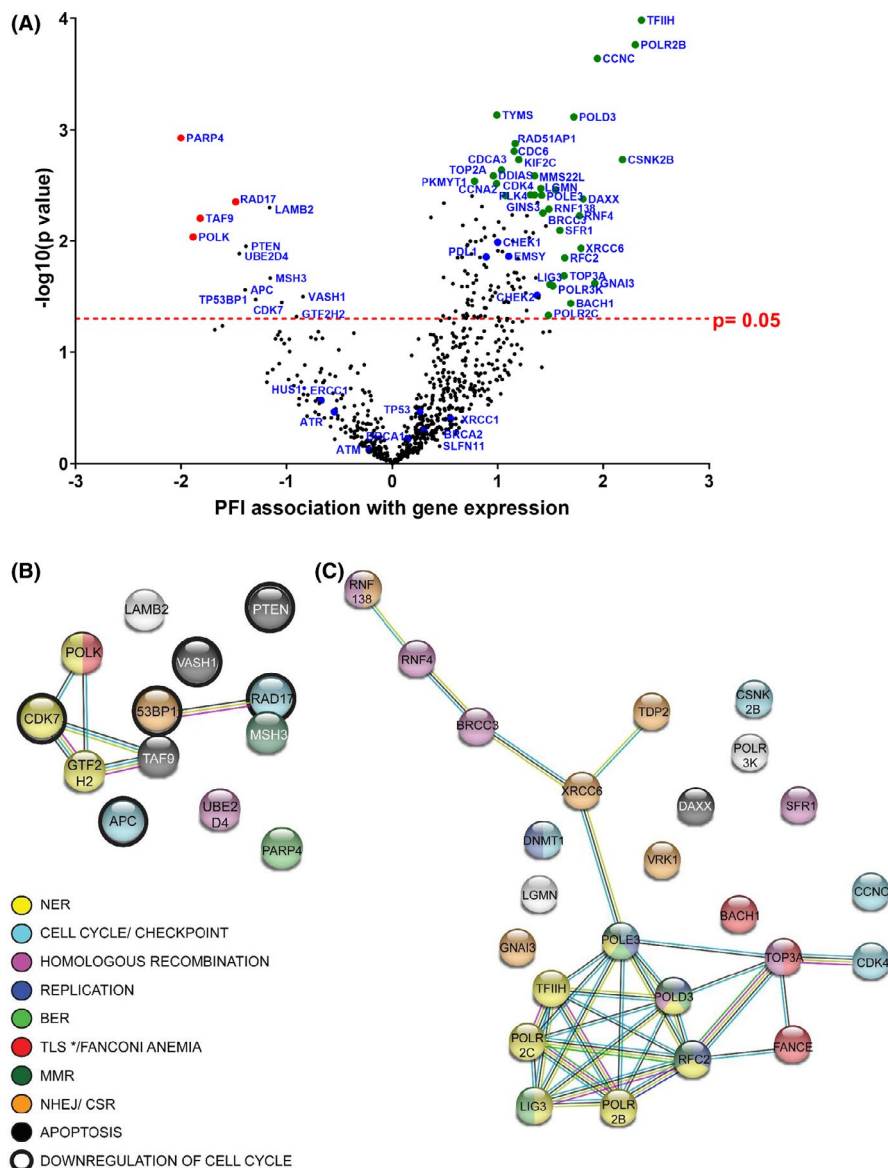 (A)
4
3
2
1
0
-log10(p value)
-3
-2
-1
0
1
2
3
PFI association with gene expression
p= 0.05
TFIIH
POLR2B
CCNC
TYMS
POLD3
PARP4
RAD51AP1
CDC6
CDCA3
KIF2C
CSNK2B
TOP2A
DDIAS
MMS22L
PKMYT1
CDK4
LGMN
CCNA2
PLK4
POLE3
DAXX
RAD17
LAMB2
GINS3
RNF138
RNF4
TAF9
BRCC3
SFR1
POLK
PTEN
CHEK1
UBE2D4
PDL1
EMSY
XRCC6
RFC2
MSH3
LIG3
TOP3A
GNAI3
APC
POLR3K
TP53BP1
VASH1
CHEK2
BACH1
CDK7
GTF2H2
POLR2C
HUS1
ERCC1
TP53
XRCC1
ATR
BRCA1
BRCA2
ATM
SLFN11
(B)
LAMB2
PTEN
POLK
VASH1
CDK7
53BP1
RAD17
MSH3
GTF2
H2
TAF9
APC
UBE2
D4
PARP4
NER
CELL CYCLE/ CHECKPOINT
HOMOLOGOUS RECOMBINATION
REPLICATION
BER
TLS */FANCONI ANEMIA
MMR
NHEJ/ CSR
APOPTOSIS
DOWNREGULATION OF CELL CYCLE
(C)
RNF
138
RNF4
BRCC3
TDP2
CSNK
2B
POLR
3K
XRCC6
DAXX
SFR1
DNMT1
VRK1
LGMN
CCNC
BACH1
GNAI3
POLE3
TOP3A
CDK4
TFIIH
POLD3
POLR
2C
RFC2
FANCE
LIG3
POLR
2B